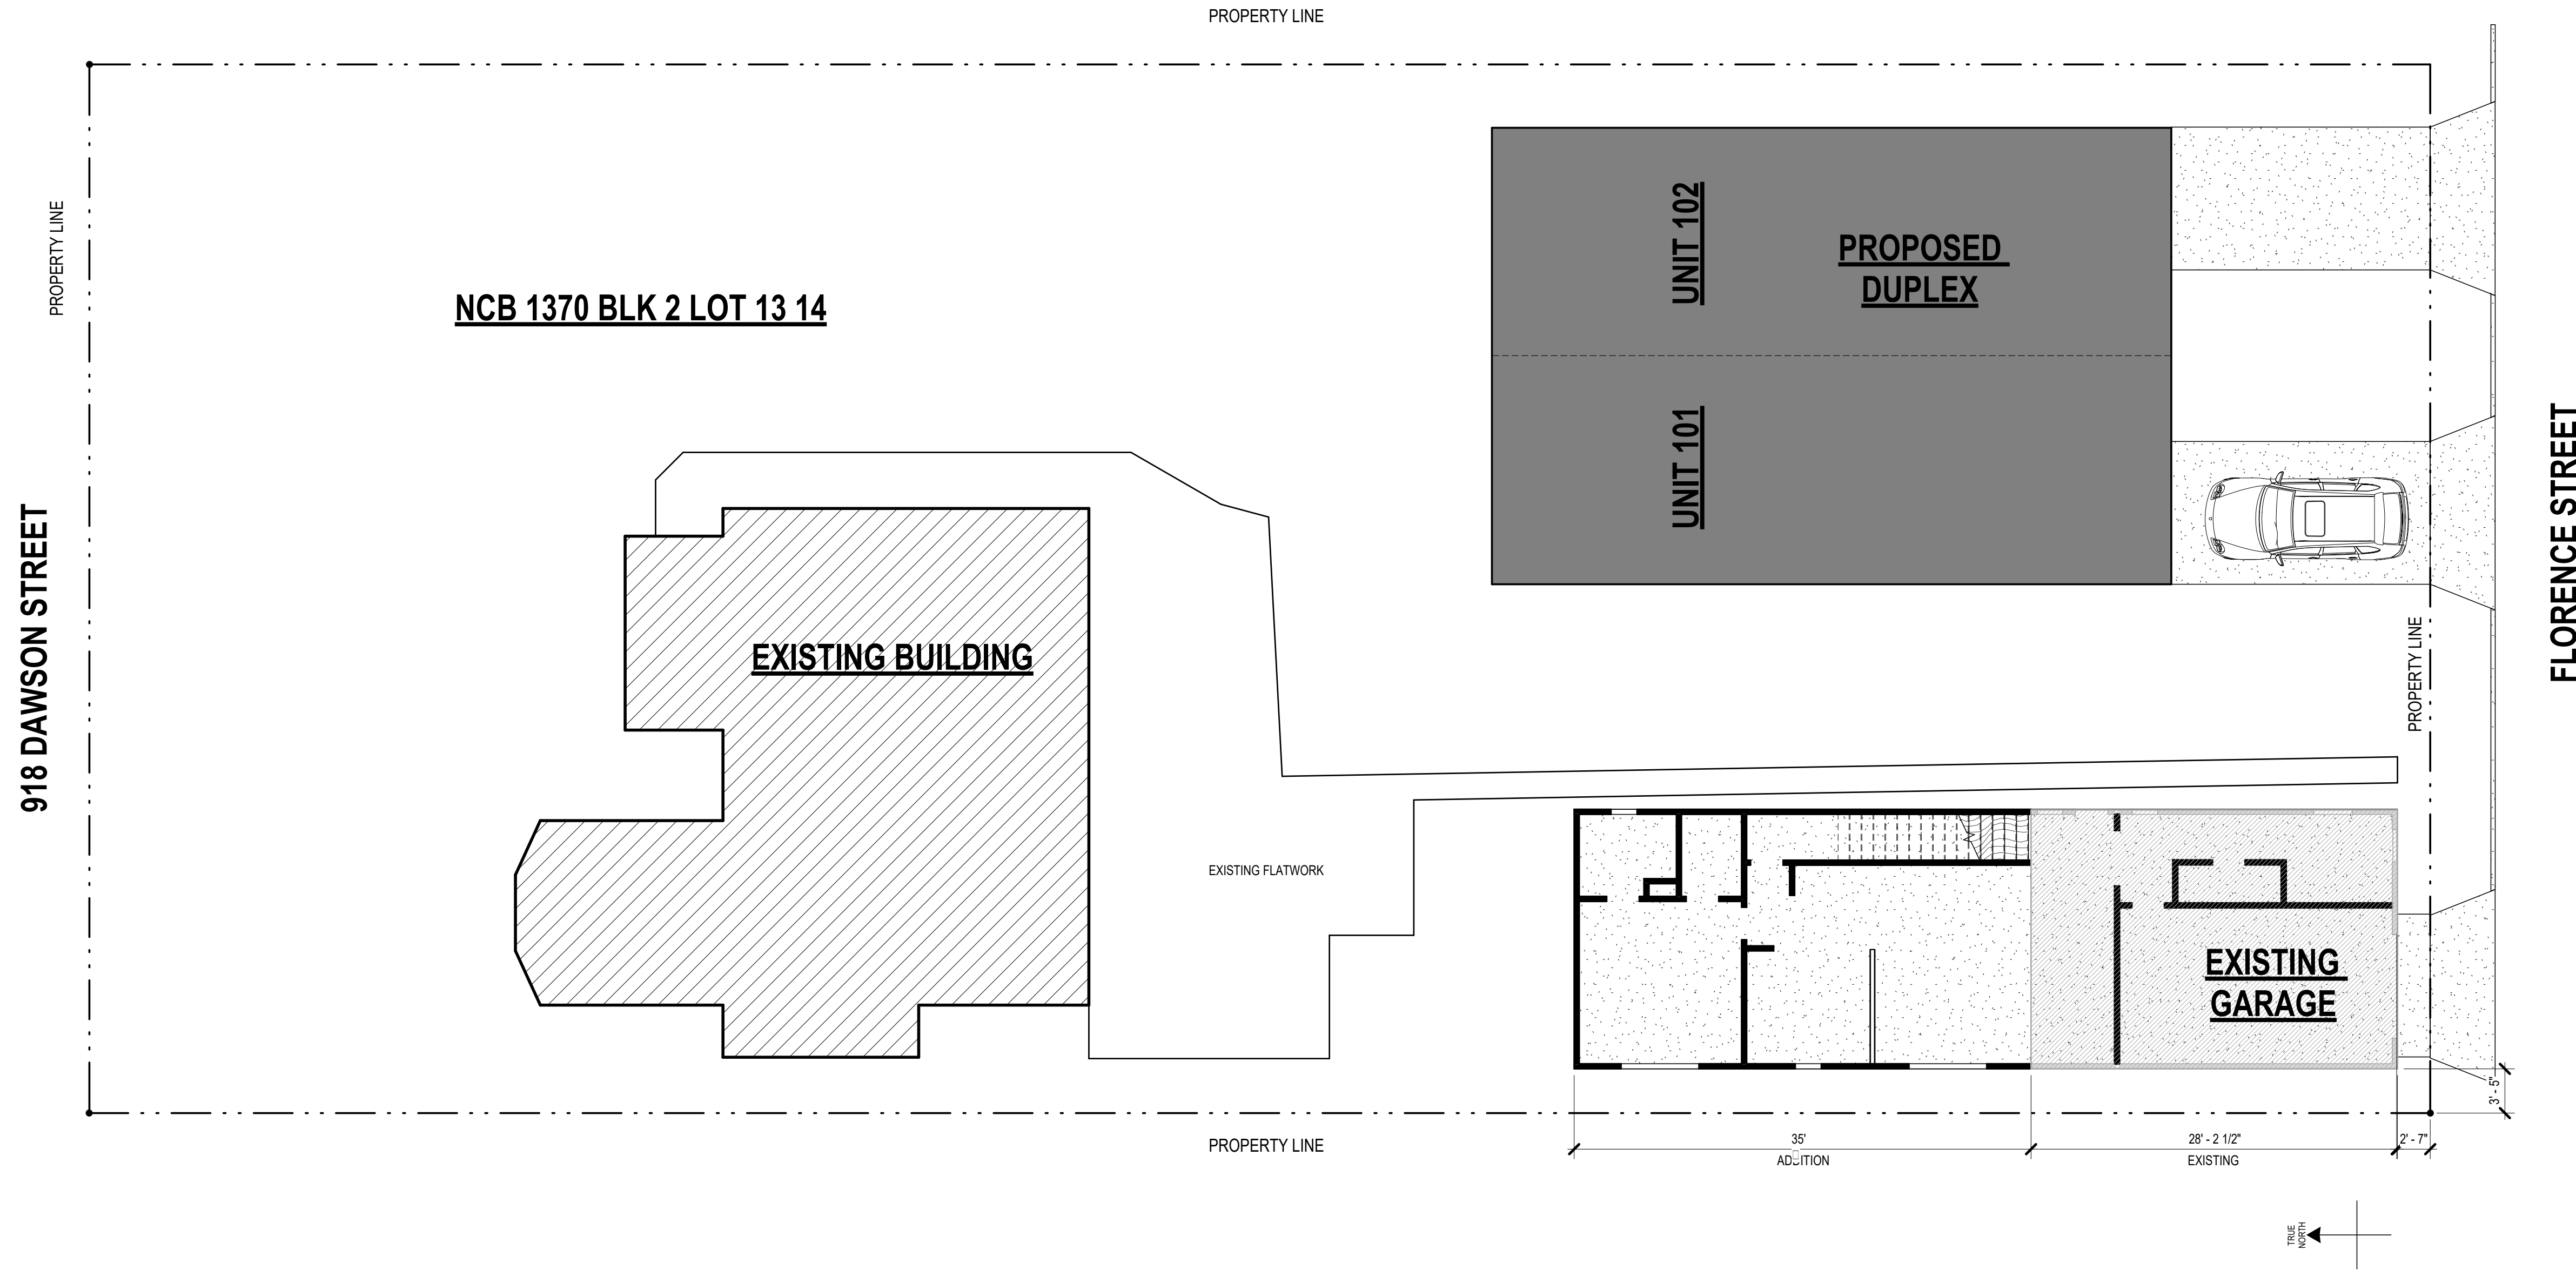 PROPERTY LINE
PROPERTY LINE
NCB 1370 BLK 2 LOT 13 14
UNIT 102
PROPOSED
DUPLEX
UNIT 101
918 DAWSON STREET
FLORENCE STREET
EXISTING BUILDING
PROPERTY LINE
EXISTING FLATWORK
EXISTING
GARAGE
3' - 5"
PROPERTY LINE
35'
ADDITION
28' - 2 1/2"
EXISTING
2' - 7"
TRUE
NORTH